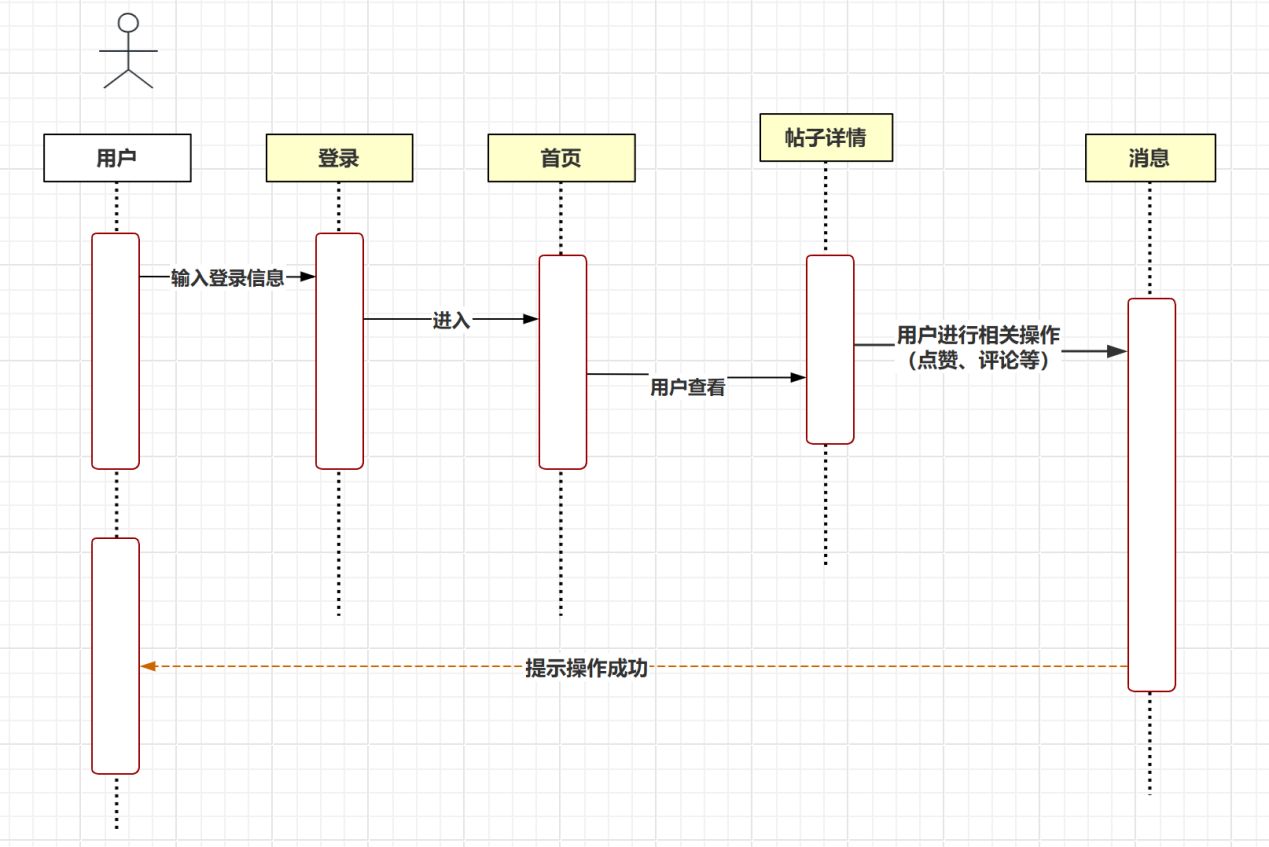 用户
登录
首页
帖子详情
消息
输入登录信息
进入
用户进行相关操作
（点赞、评论等）
用户查看
提示操作成功